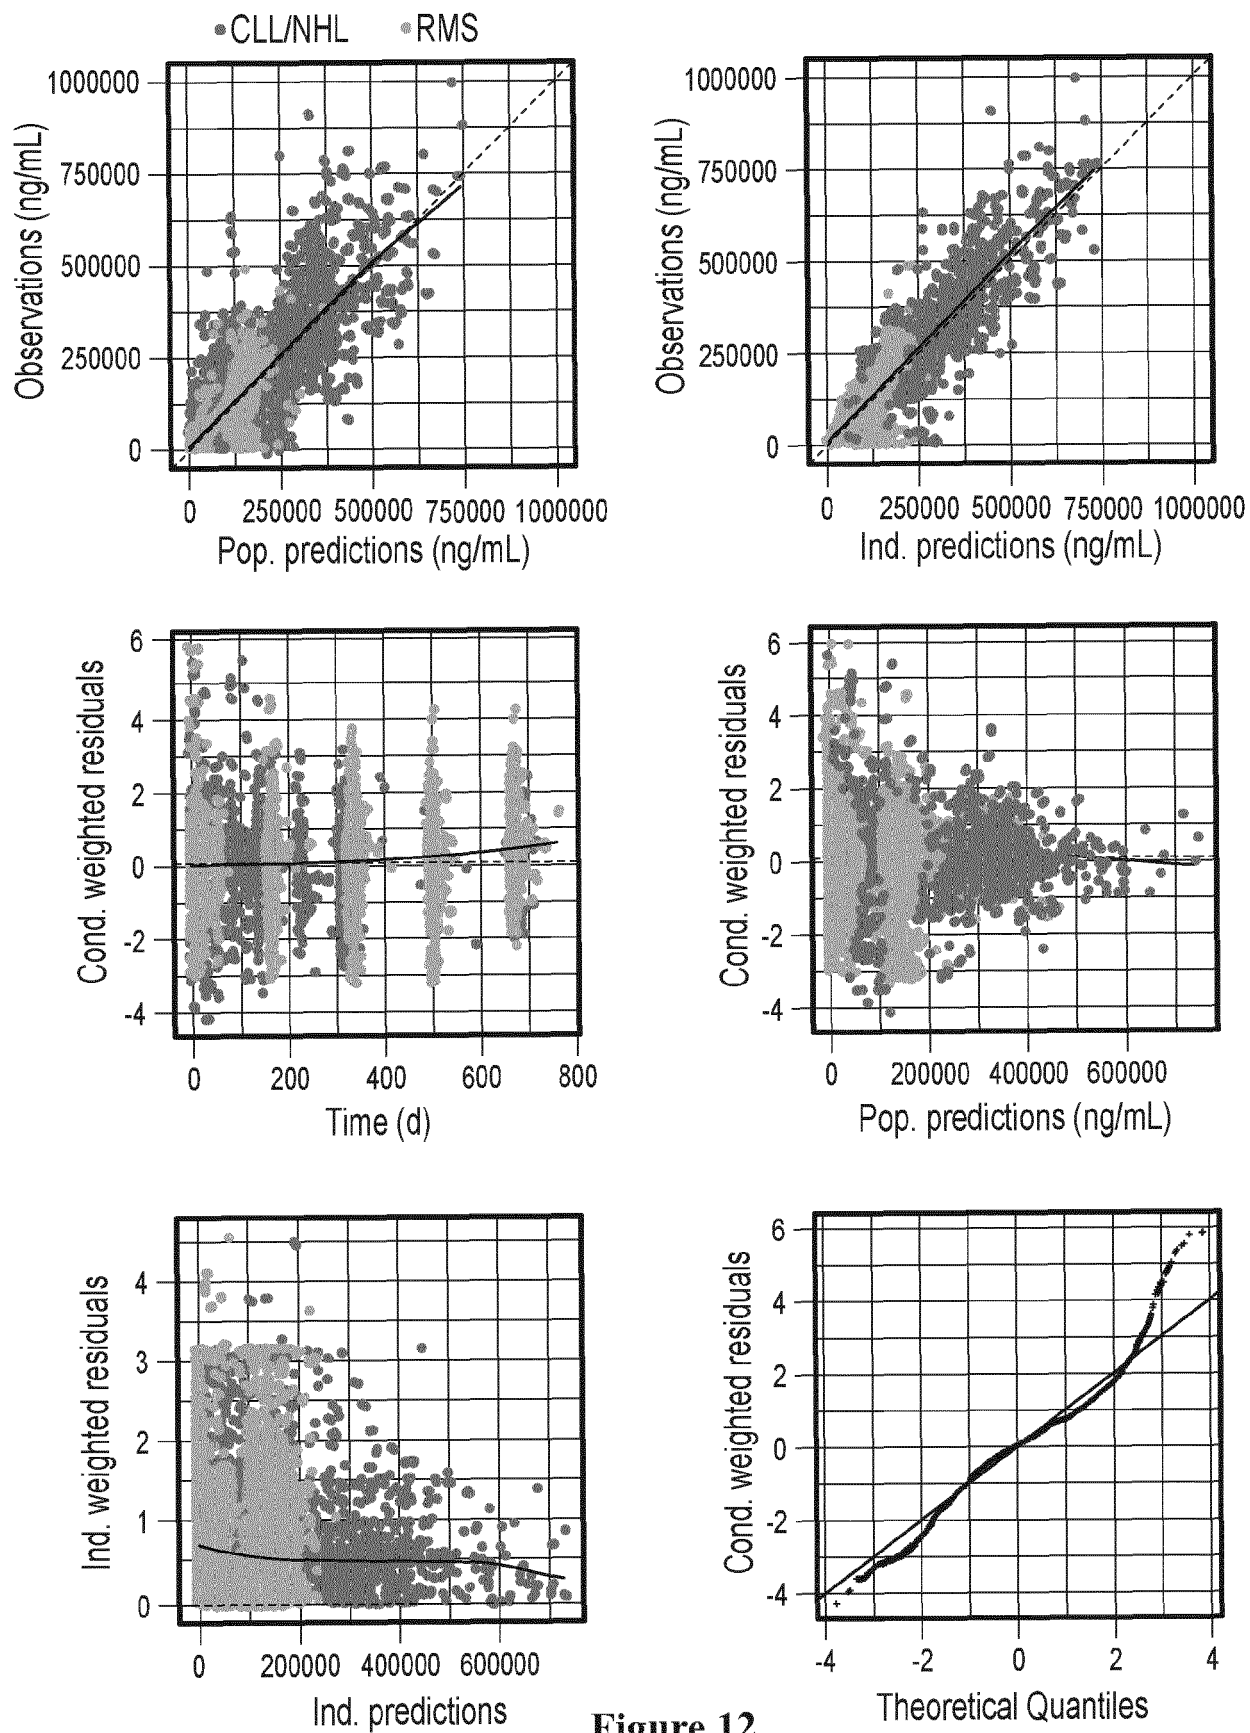 CLL/NHL RMS
1000000
750000
500000
250000
0
Observations (ng/mL)
0 250000 500000 750000 1000000
Pop. predictions (ng/mL)
1000000
750000
500000
250000
0
Observations (ng/mL)
0 250000 500000 750000 1000000
Ind. predictions (ng/mL)
6
4
2
0
-2
-4
Cond. weighted residuals
0 200 400 600 800
Time (d)
6
4
2
0
-2
-4
Cond. weighted residuals
0 200000 400000 600000
Pop. predictions (ng/mL)
4
3
2
1
0
Ind. weighted residuals
0 200000 400000 600000
Ind. predictions
6
4
2
0
-2
-4
Cond. weighted residuals
-4 -2 0 2 4
Theoretical Quantiles
Figure 12